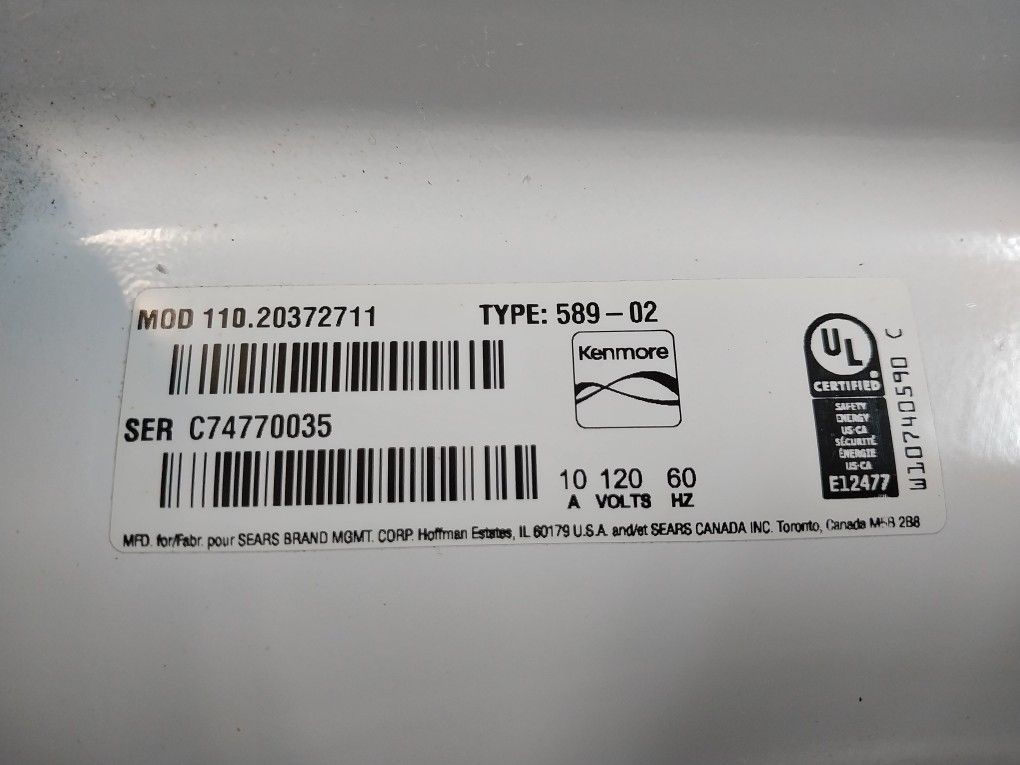 MOD 110.20372711 TYPE: 589-02
Kenmore
SER C74770035
10 120 60
A VOLTS HZ
UL
CERTIFIED
SAFETY
ENERGY
US-CA
SÉCURITÉ
ÉNERGIE
US-CA
E12477
W10740590 C
MFD. for/Fabr. pour SEARS BRAND MGMT. CORP. Hoffman Estates, IL 60179 U.S.A. and/et SEARS CANADA INC. Toronto, Canada M5B 2B8